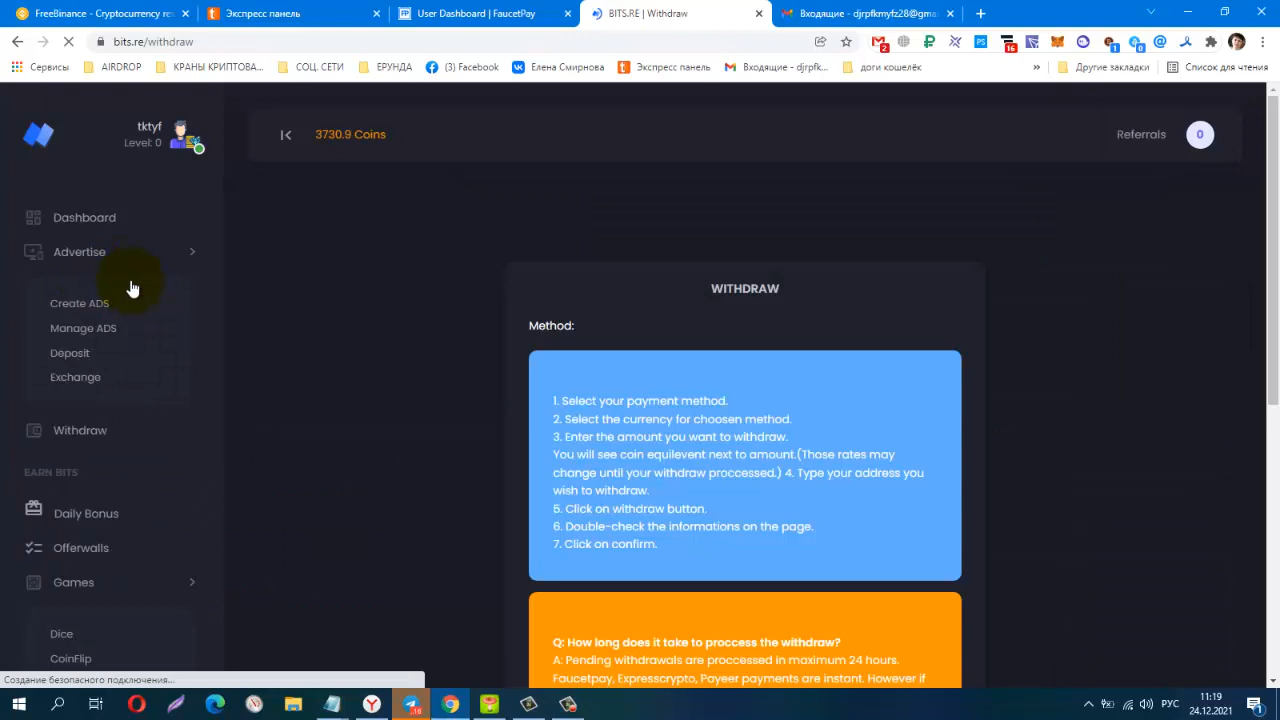 FreeBinance - Cryptocurrency re
Экспресс панель
User Dashboard | FaucetPay
BITS.RE | Withdraw
Входящие - djrpfkmyfz28@gma
bits.re/withdraw
2
16
1
0
Сервисы
AIRDROP
КРАНЫ КРИПТОВА...
СОЦ. СЕТИ
ЕРУНДА
(3) Facebook
Елена Смирнова
Экспресс панель
Входящие - djrpfk...
доги кошелёк
»
Другие закладки
Список для чтения
tktyf
Level: 0
3730.9 Coins
Referrals
0
Dashboard
Advertise
Create ADS
Manage ADS
Deposit
Exchange
Withdraw
EARN BITS
Daily Bonus
Offerwalls
Games
Dice
CoinFlip
WITHDRAW
Method:
1. Select your payment method.
2. Select the currency for choosen method.
3. Enter the amount you want to withdraw.
You will see coin equilevent next to amount.(Those rates may
change until your withdraw proccessed.) 4. Type your address you
wish to withdraw.
5. Click on withdraw button.
6. Double-check the informations on the page.
7. Click on confirm.
Q: How long does it take to proccess the withdraw?
A: Pending withdrawals are proccessed in maximum 24 hours.
Faucetpay, Expresscrypto, Payeer payments are instant. However if
Создание безопасного подключения...
РУС
11:19
24.12.2021